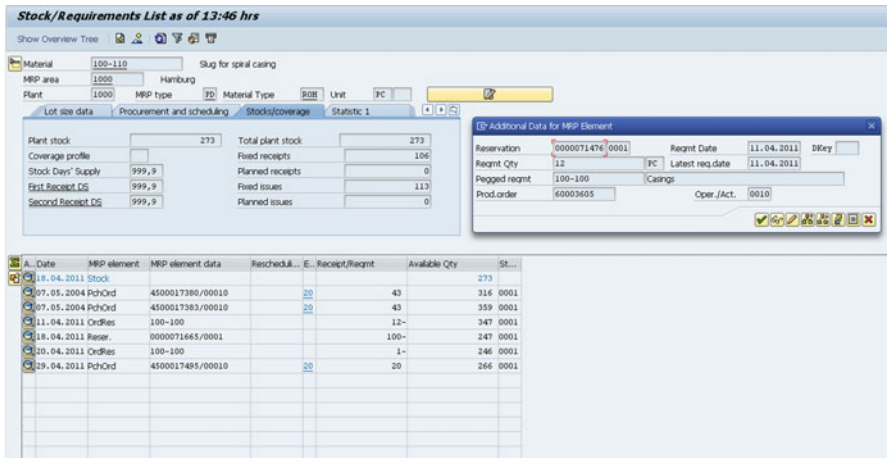 Stock/Requirements List as of 13:46 hrs
Show Overview Tree
Material 100-110 Slug for spiral casing
MRP area 1000 Hamburg
Plant 1000 MRP type PD Material Type ROH Unit PC
Lot size data Procurement and scheduling Stocks/coverage Statistic 1
Plant stock 273 Total plant stock 273
Coverage profile Fixed receipts 106
Stock Days' Supply 999,9 Planned receipts 0
First Receipt DS 999,9 Fixed issues 113
Second Receipt DS 999,9 Planned issues 0
Additional Data for MRP Element
Reservation 0000071476 0001 Reqmt Date 11.04.2011 DKey
Reqmt Qty 12 PC Latest req.date 11.04.2011
Pegged reqmt 100-100 Casings
Prod.order 60003605 Oper./Act. 0010
A.. Date MRP element MRP element data Reschedul... E.. Receipt/Reqmt Available Qty St...
18.04.2011 Stock 273
07.05.2004 PchOrd 4500017380/00010 20 43 316 0001
07.05.2004 PchOrd 4500017383/00010 20 43 359 0001
11.04.2011 OrdRes 100-100 12- 347 0001
18.04.2011 Reser. 0000071665/0001 100- 247 0001
20.04.2011 OrdRes 100-100 1- 246 0001
29.04.2011 PchOrd 4500017495/00010 20 20 266 0001